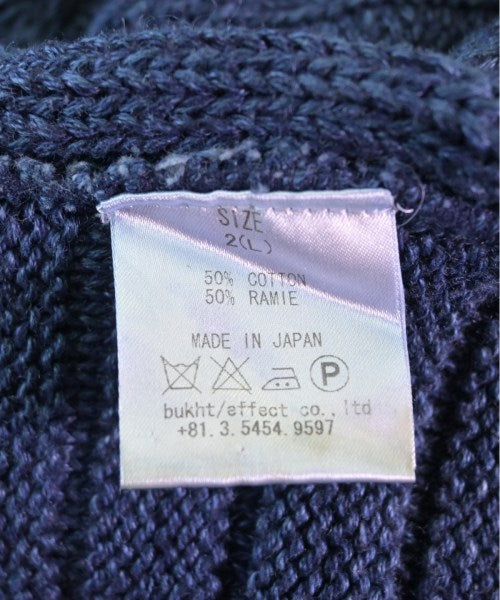 SIZE
2(L)
50% COTTON
50% RAMIE
MADE IN JAPAN
P
bukht/effect co.,ltd
+81.3.5454.9597